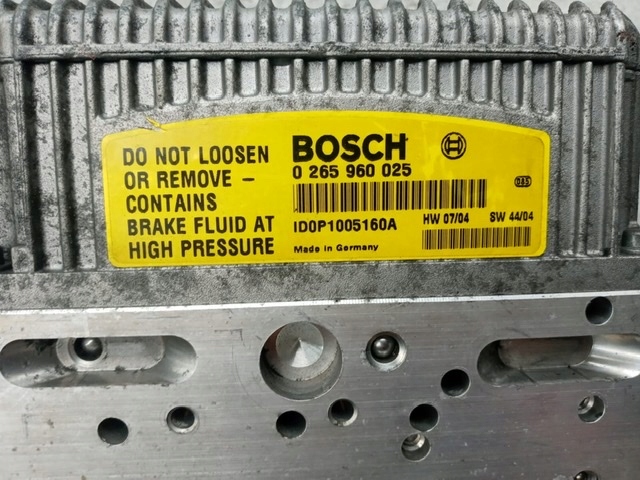 DO NOT LOOSEN
OR REMOVE –
CONTAINS
BRAKE FLUID AT
HIGH PRESSURE
BOSCH
0 265 960 025
ID0P1005160A
HW 07/04 SW 44/04
Made in Germany